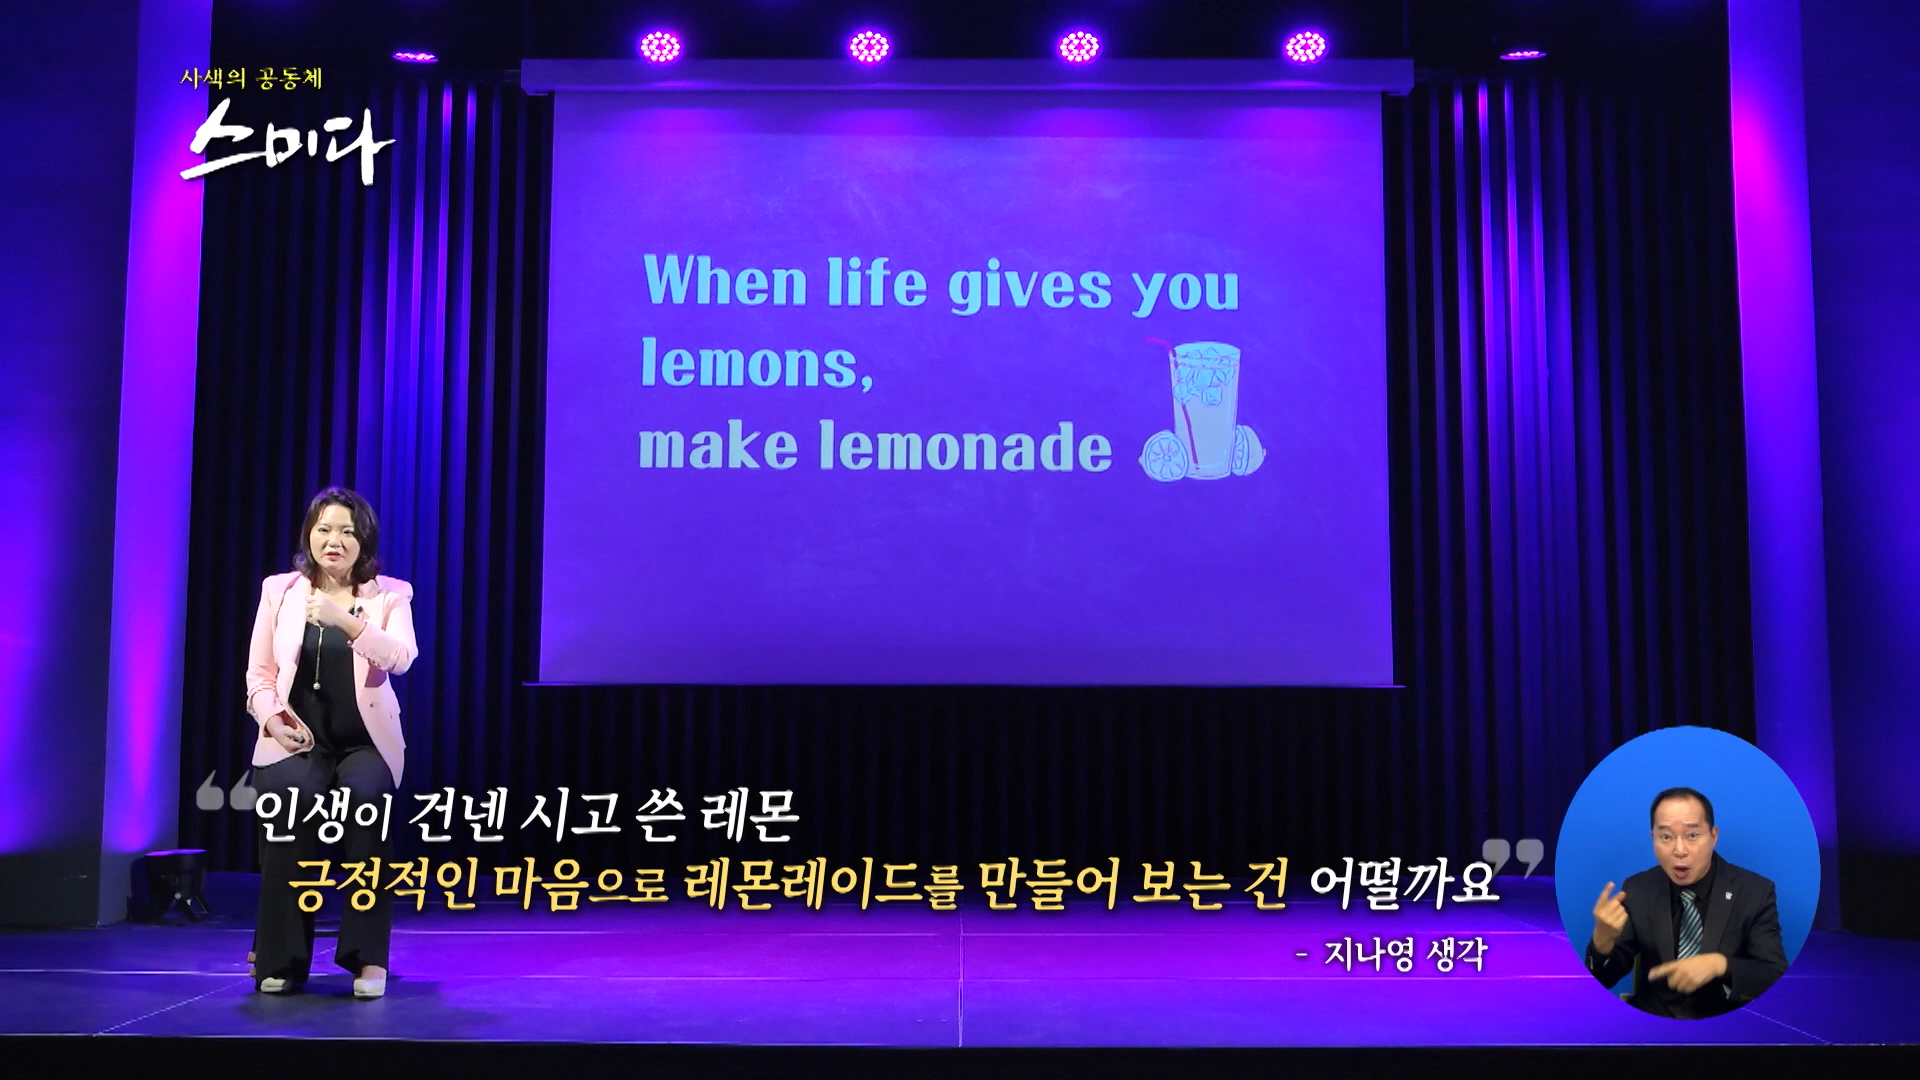 사색의 공동체
스미다
When life gives you
lemons,
make lemonade
“인생이 건넨 시고 쓴 레몬
긍정적인 마음으로 레몬레이드를 만들어 보는 건 어떨까요”
- 지나영 생각